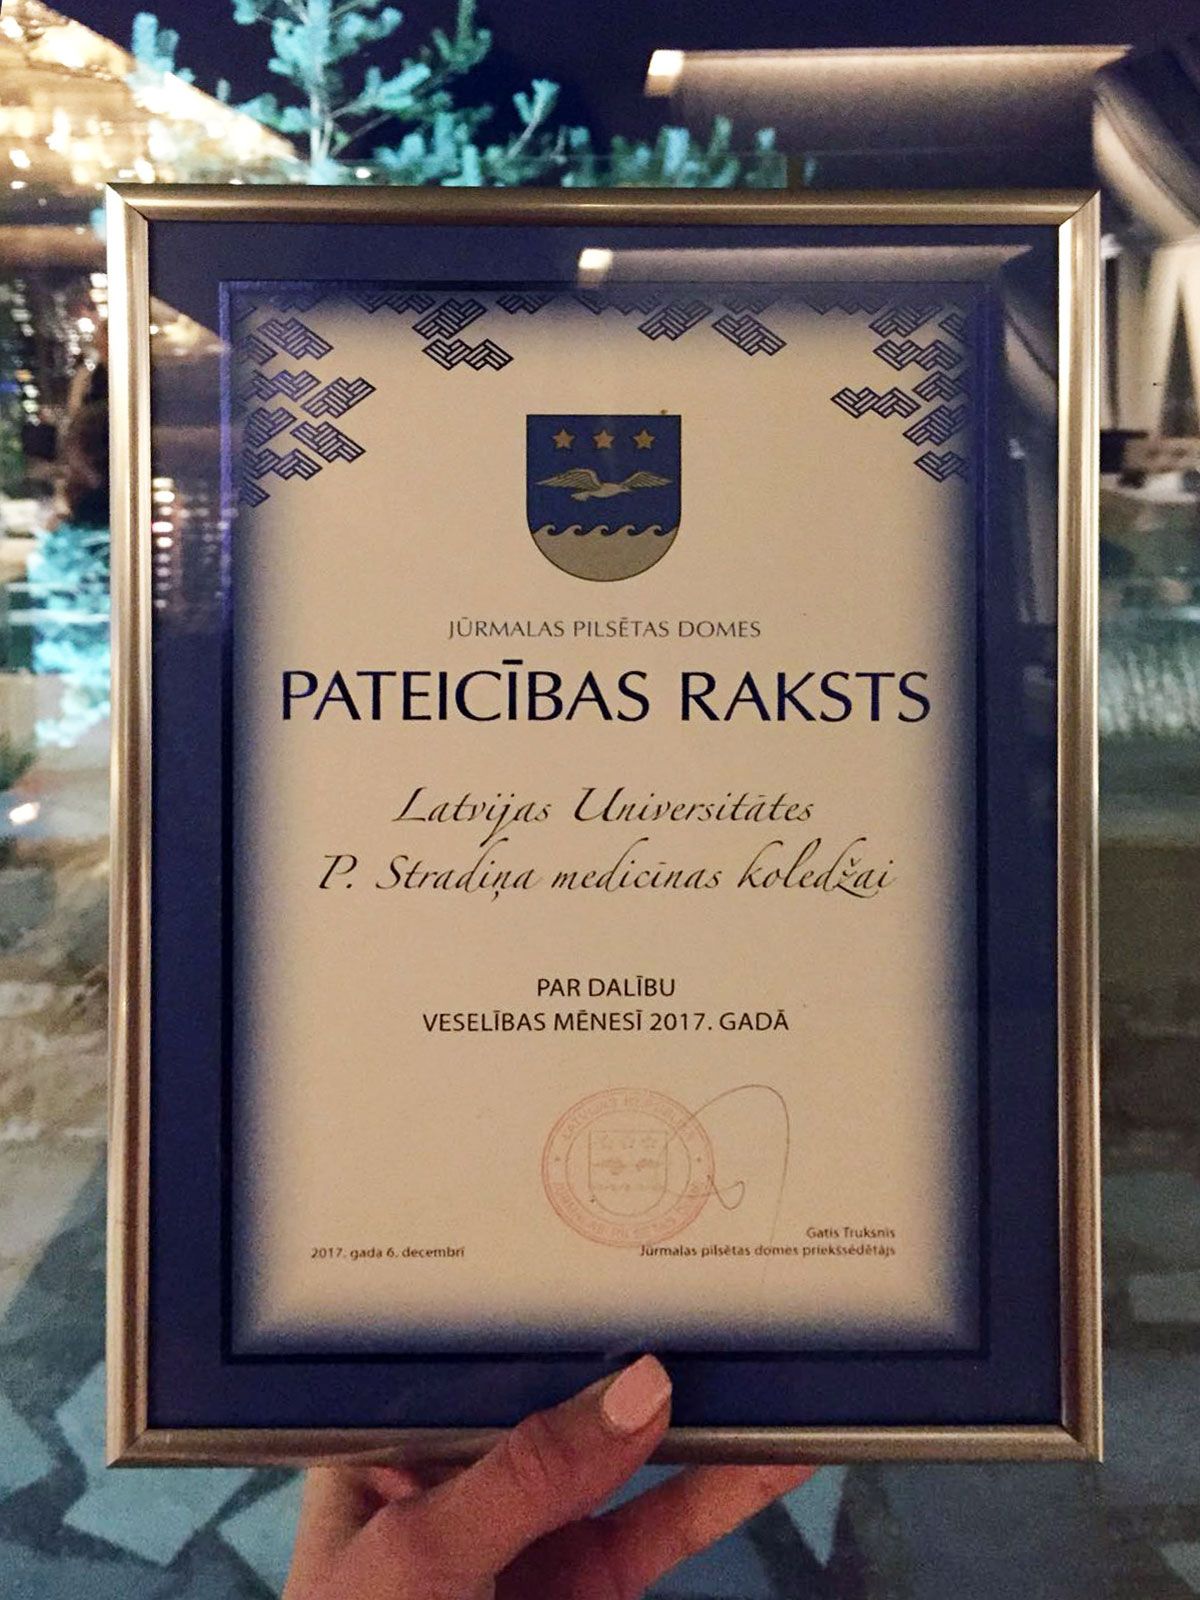 JŪRMALAS PILSĒTAS DOMES
PATEICĪBAS RAKSTS
Latvijas Universitātes
P. Stradiņa medicīnas koledžai
PAR DALĪBU
VESELĪBAS MĒNESĪ 2017. GADĀ
2017. gada 6. decembrī
Gatis Truksnis
Jūrmalas pilsētas domes priekšsēdētājs